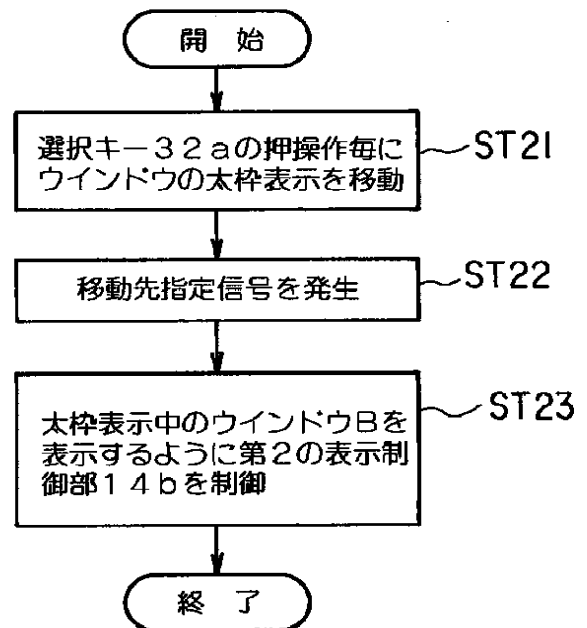 開 始
選択キー32aの押操作毎に
ウインドウの太枠表示を移動
ST21
移動先指定信号を発生
ST22
太枠表示中のウインドウBを
表示するように第2の表示制
御部14bを制御
ST23
終 了